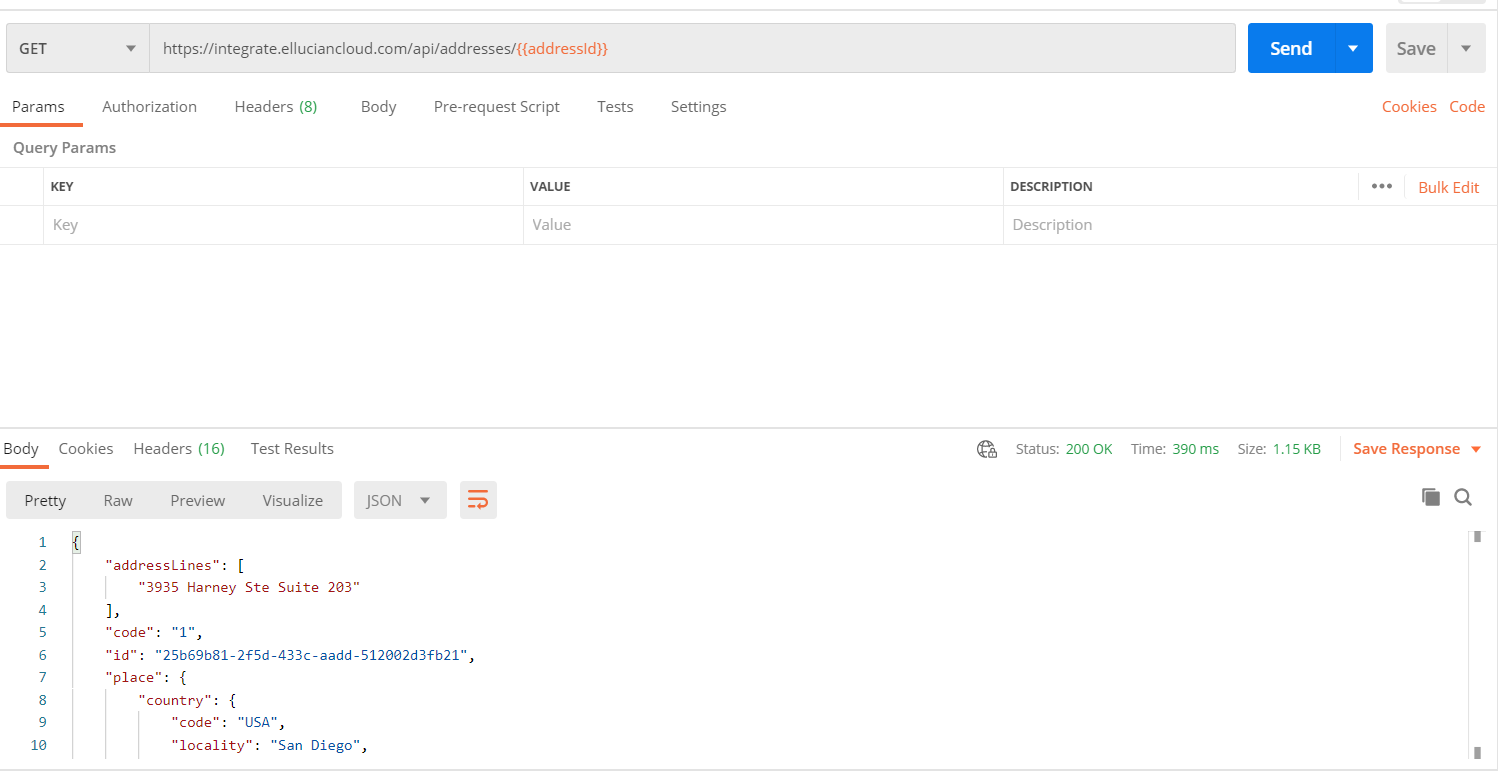 GET https://integrate.elluciancloud.com/api/addresses/{{addressId}} Send Save
Params Authorization Headers (8) Body Pre-request Script Tests Settings Cookies Code
Query Params
KEY VALUE DESCRIPTION ••• Bulk Edit
Key Value Description
Body Cookies Headers (16) Test Results Status: 200 OK Time: 390 ms Size: 1.15 KB Save Response
Pretty Raw Preview Visualize JSON
1 {
2 "addressLines": [
3 "3935 Harney Ste Suite 203"
4 ],
5 "code": "1",
6 "id": "25b69b81-2f5d-433c-aadd-512002d3fb21",
7 "place": {
8 "country": {
9 "code": "USA",
10 "locality": "San Diego",